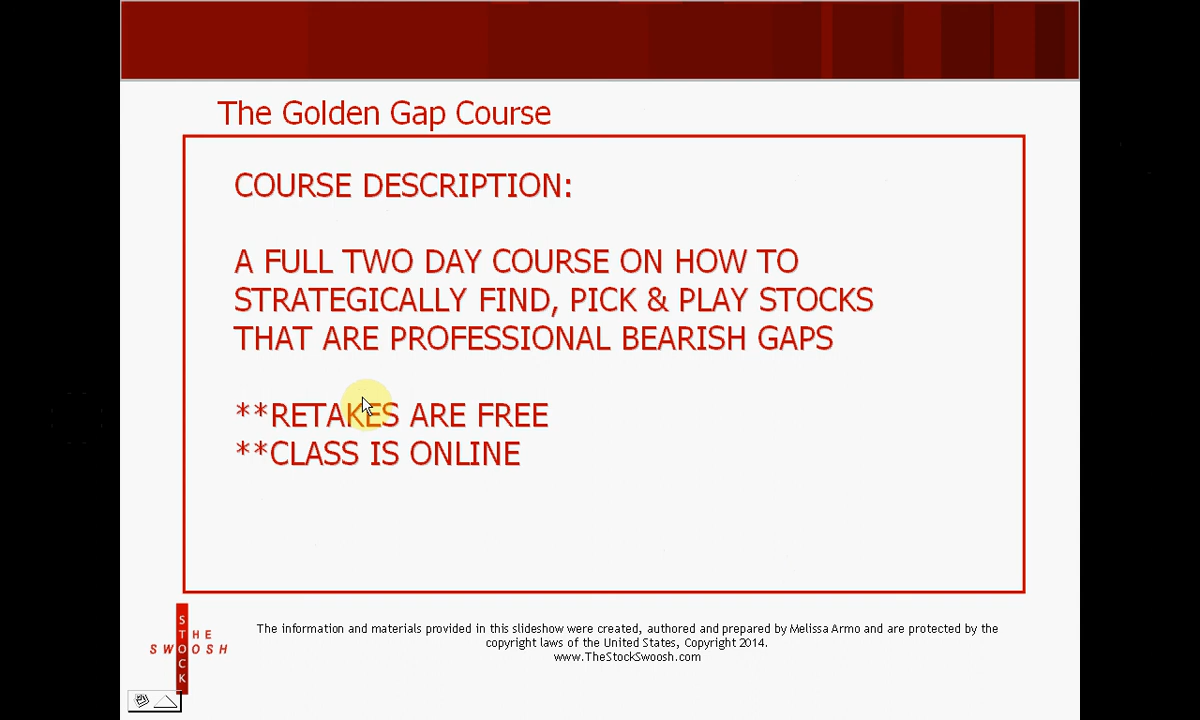 The Golden Gap Course
COURSE DESCRIPTION:
A FULL TWO DAY COURSE ON HOW TO
STRATEGICALLY FIND, PICK & PLAY STOCKS
THAT ARE PROFESSIONAL BEARISH GAPS
**RETAKES ARE FREE
**CLASS IS ONLINE
The information and materials provided in this slideshow were created, authored and prepared by Melissa Armo and are protected by the
copyright laws of the United States, Copyright 2014.
www.TheStockSwoosh.com
THE
STOCK
SWOOSH